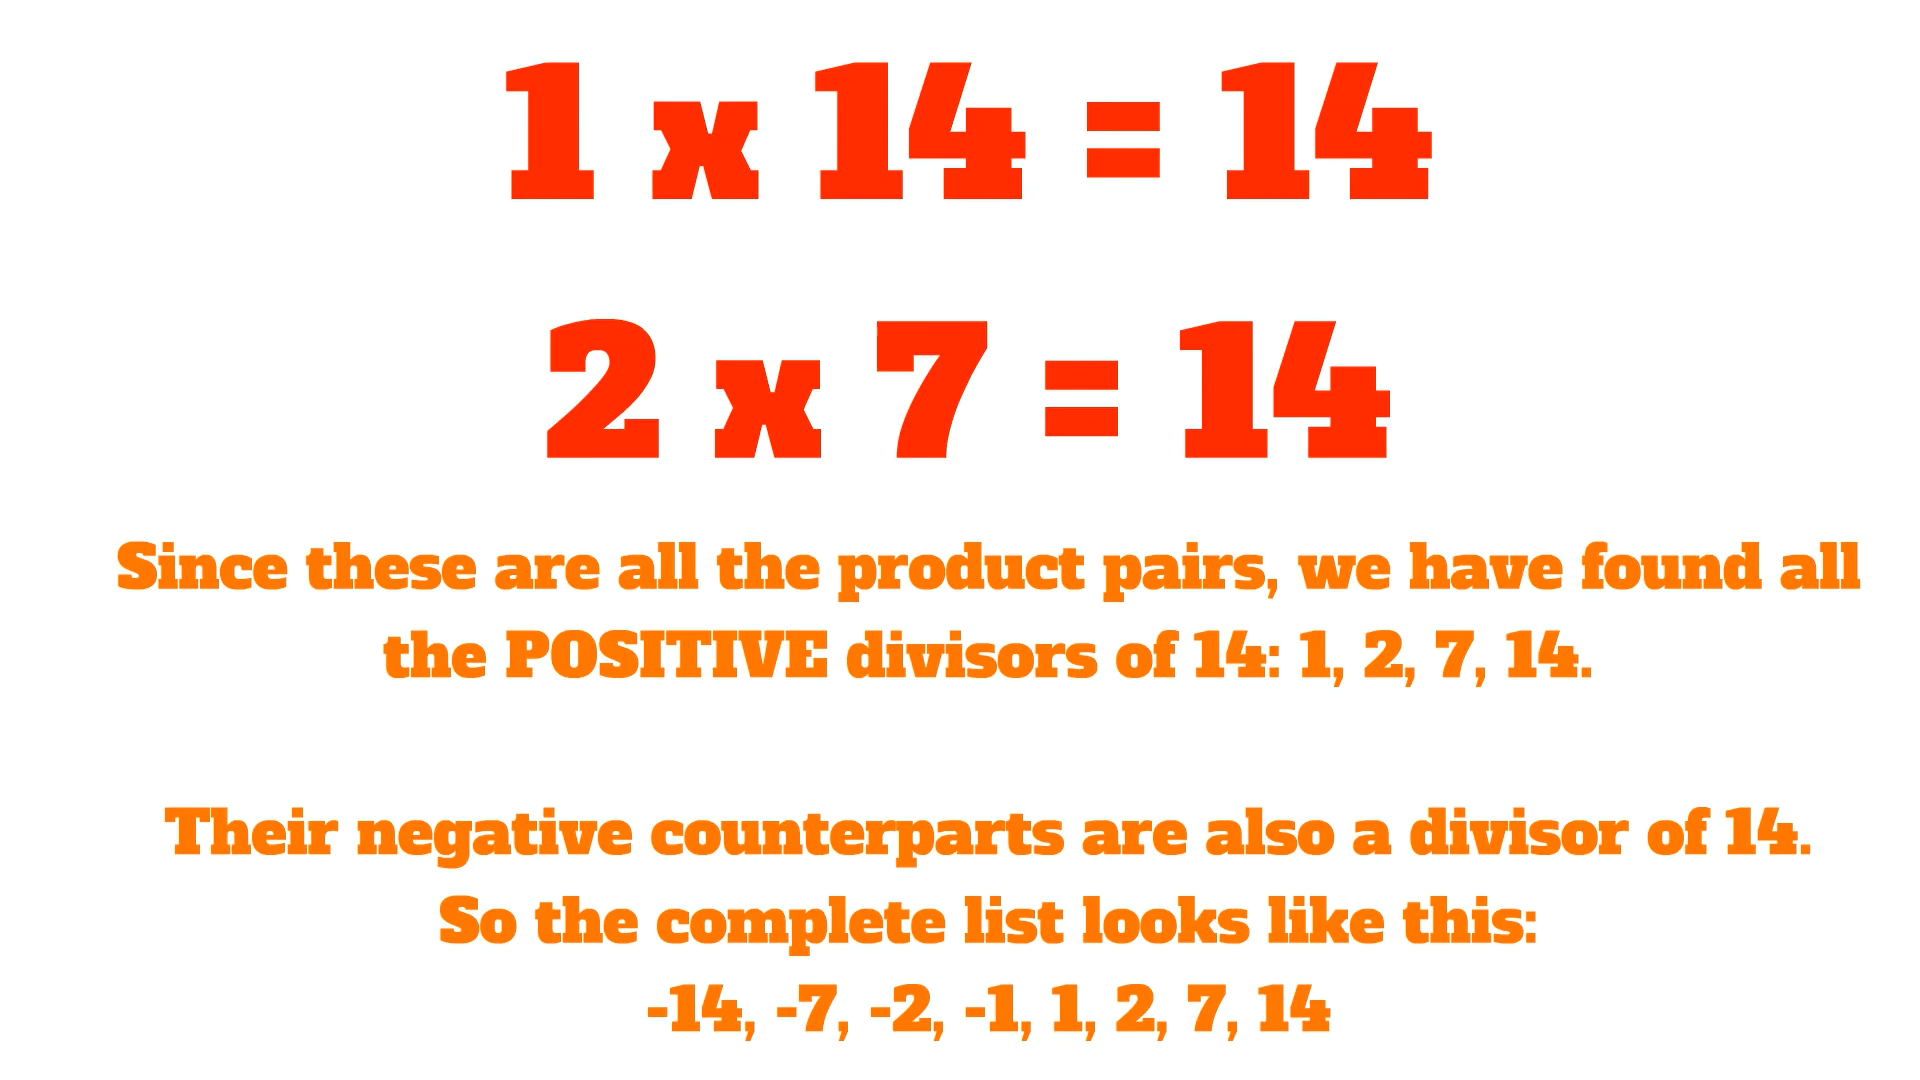 1 x 14 = 14
2 x 7 = 14
Since these are all the product pairs, we have found all
the POSITIVE divisors of 14: 1, 2, 7, 14.
Their negative counterparts are also a divisor of 14.
So the complete list looks like this:
-14, -7, -2, -1, 1, 2, 7, 14